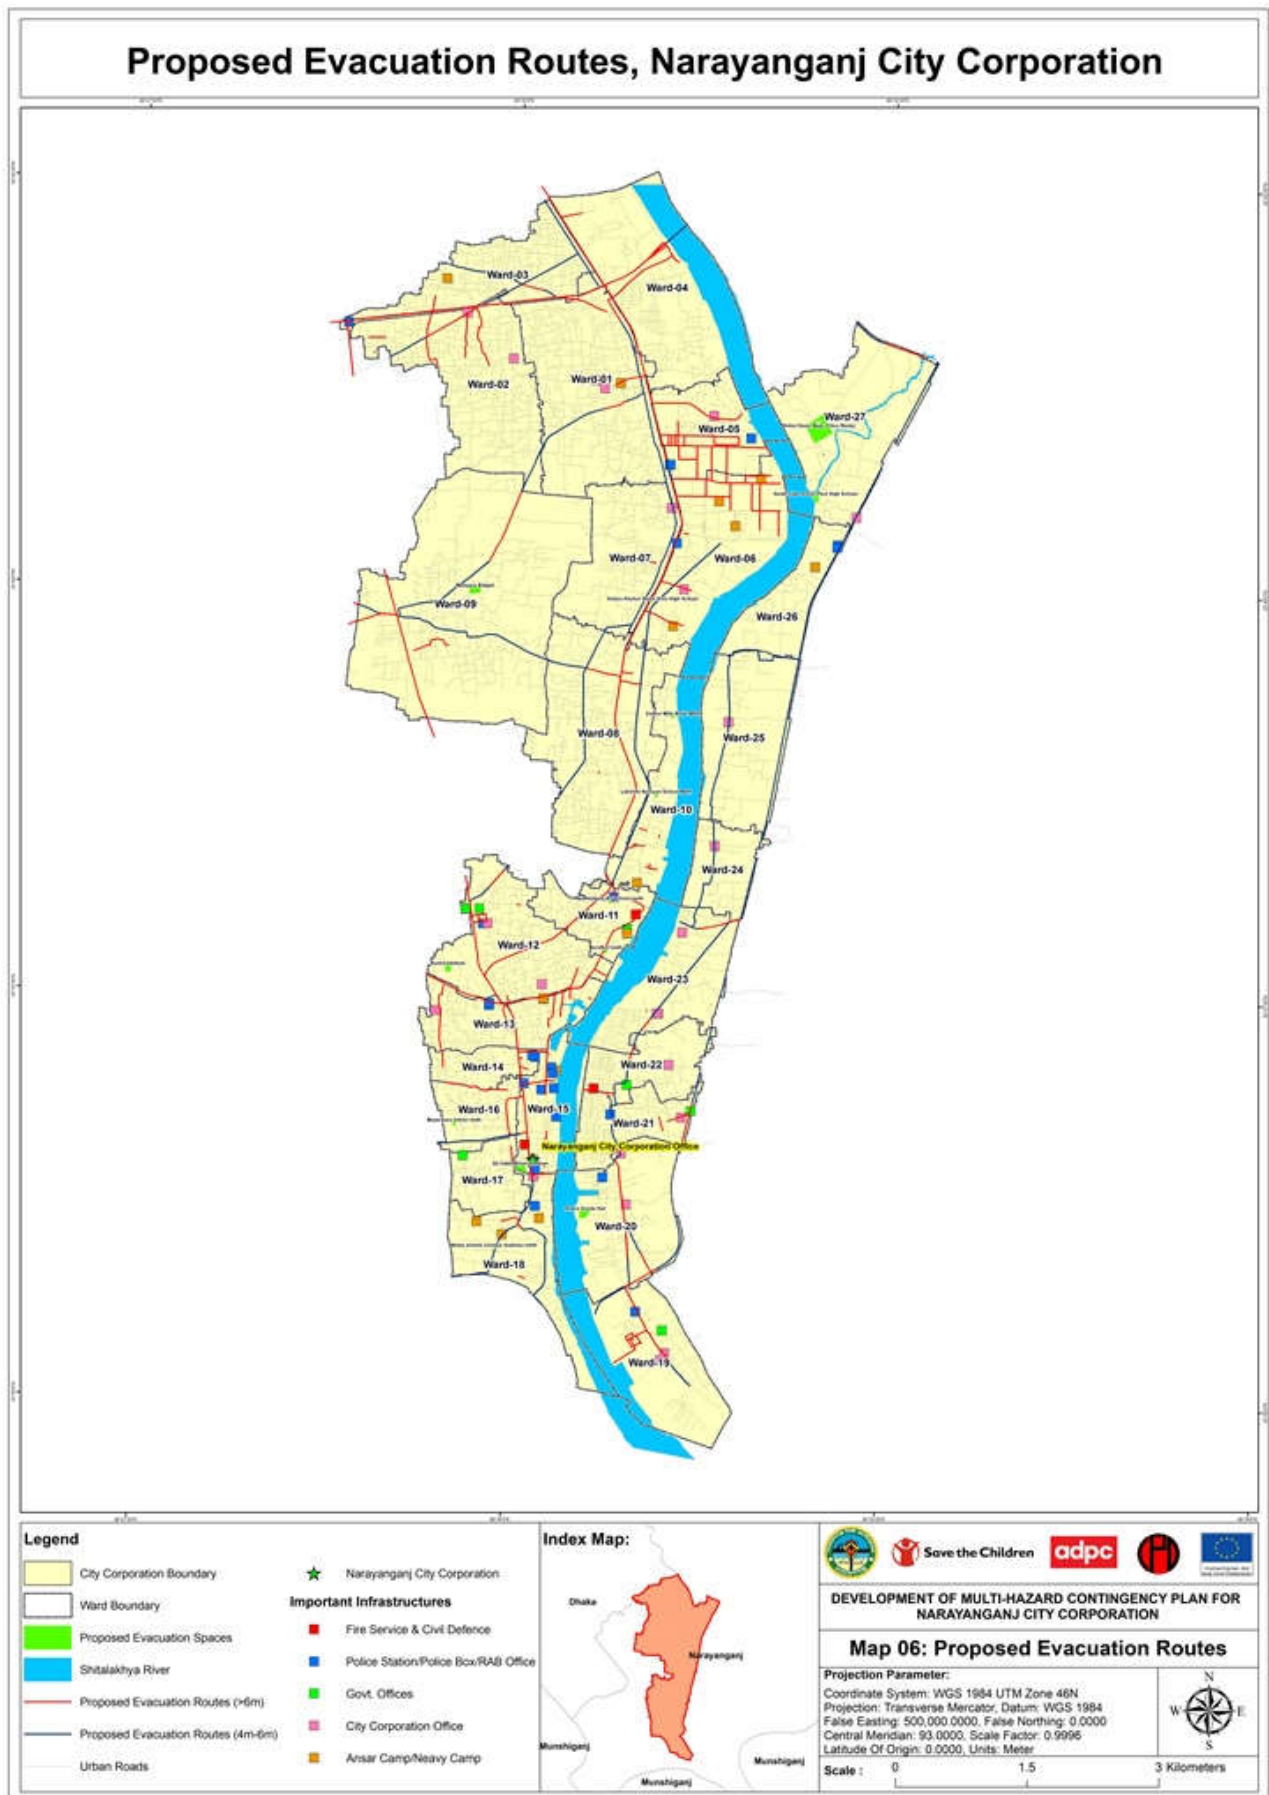 Proposed Evacuation Routes, Narayanganj City Corporation
Ward-03
Ward-04
Ward-02
Ward-01
Ward-27
Ward-05
Ward-07
Ward-06
Ward-09
Ward-26
Ward-08
Ward-25
Ward-10
Ward-24
Ward-11
Ward-12
Ward-23
Ward-13
Ward-14
Ward-22
Ward-16
Ward-15
Ward-21
Narayanganj City Corporation Office
Ward-17
Ward-20
Ward-18
Ward-19
Legend
City Corporation Boundary
Ward Boundary
Proposed Evacuation Spaces
Shitalakhya River
Proposed Evacuation Routes (>6m)
Proposed Evacuation Routes (4m-6m)
Urban Roads
Narayanganj City Corporation
Important Infrastructures
Fire Service & Civil Defence
Police Station/Police Box/RAB Office
Govt. Offices
City Corporation Office
Ansar Camp/Neavy Camp
Index Map:
Dhaka
Narayanganj
Munshiganj
Munshiganj
Munshiganj
Save the Children
adpc
DEVELOPMENT OF MULTI-HAZARD CONTINGENCY PLAN FOR
NARAYANGANJ CITY CORPORATION
Map 06: Proposed Evacuation Routes
Projection Parameter:
Coordinate System: WGS 1984 UTM Zone 46N
Projection: Transverse Mercator, Datum: WGS 1984
False Easting: 500,000.0000, False Northing: 0.0000
Central Meridian: 93.0000, Scale Factor: 0.9996
Latitude Of Origin: 0.0000, Units: Meter
N
W
E
S
Scale :
0 1.5 3 Kilometers